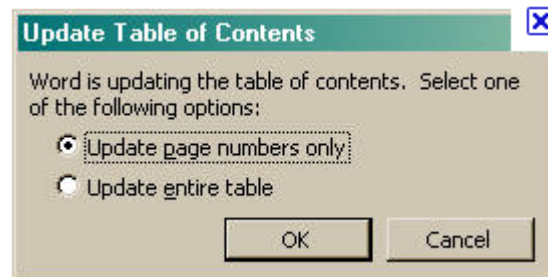 Update Table of Contents
Word is updating the table of contents.  Select one
of the following options:
Update page numbers only
Update entire table
OK
Cancel